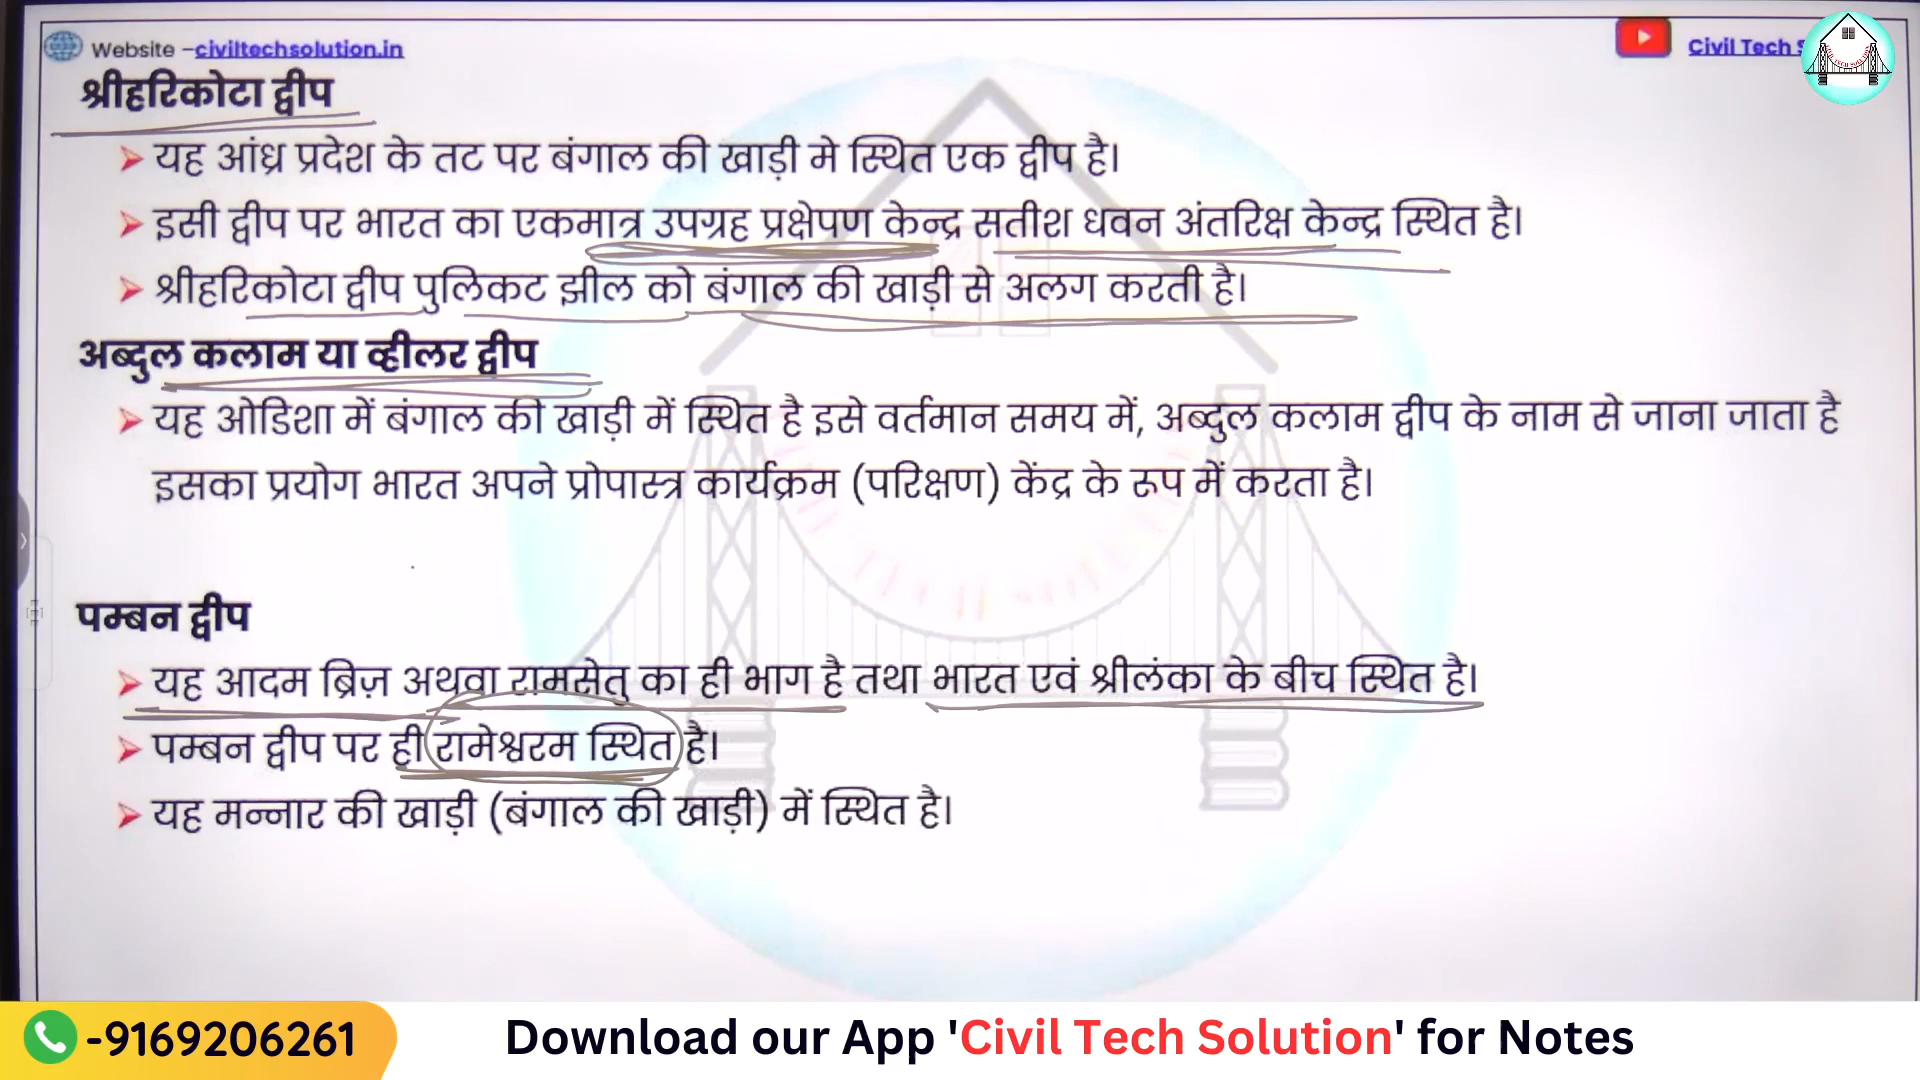 Website -civiltechsolution.in
Civil Tech S
श्रीहरिकोटा द्वीप
➢ यह आंध्र प्रदेश के तट पर बंगाल की खाड़ी मे स्थित एक द्वीप है।
➢ इसी द्वीप पर भारत का एकमात्र उपग्रह प्रक्षेपण केन्द्र सतीश धवन अंतरिक्ष केन्द्र स्थित है।
➢ श्रीहरिकोटा द्वीप पुलिकट झील को बंगाल की खाड़ी से अलग करती है।
अब्दुल कलाम या व्हीलर द्वीप
➢ यह ओडिशा में बंगाल की खाड़ी में स्थित है इसे वर्तमान समय में, अब्दुल कलाम द्वीप के नाम से जाना जाता है
इसका प्रयोग भारत अपने प्रोपास्त्र कार्यक्रम (परिक्षण) केंद्र के रूप में करता है।
पम्बन द्वीप
➢ यह आदम ब्रिज़ अथवा रामसेतु का ही भाग है तथा भारत एवं श्रीलंका के बीच स्थित है।
➢ पम्बन द्वीप पर ही रामेश्वरम स्थित है।
➢ यह मन्नार की खाड़ी (बंगाल की खाड़ी) में स्थित है।
-9169206261
Download our App 'Civil Tech Solution' for Notes